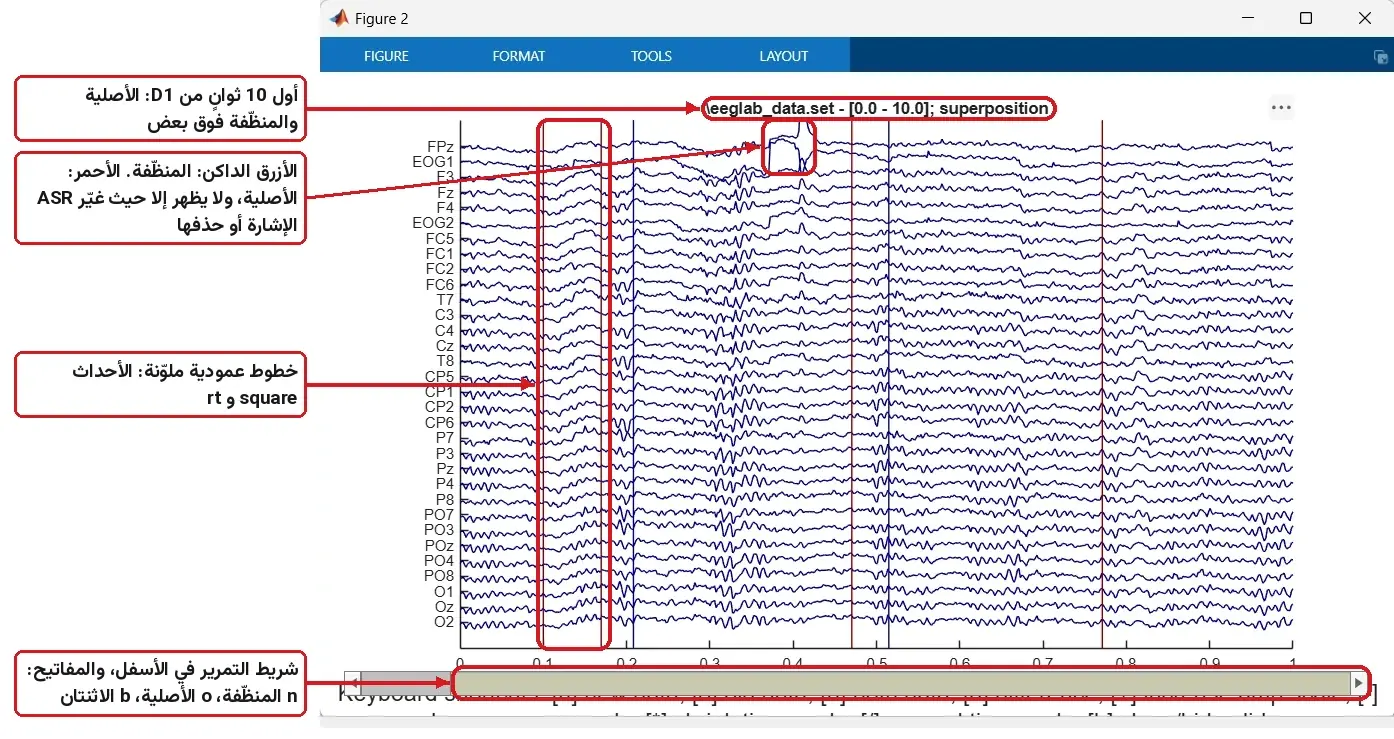 Figure 2
FIGURE FORMAT TOOLS LAYOUT
أول 10 ثوانٍ من D1: الأصلية
والمنظّفة فوق بعض
\eeglab_data.set - [0.0 - 10.0]; superposition
الأزرق الداكن: المنظّفة. الأحمر:
الأصلية، ولا يظهر إلا حيث غيّر ASR
الإشارة أو حذفها
خطوط عمودية ملوّنة: الأحداث
square و rt
شريط التمرير في الأسفل، والمفاتيح:
n المنظّفة، o الأصلية، b الاثنتان
FPz
EOG1
F3
Fz
F4
EOG2
FC5
FC1
FC2
FC6
T7
C3
C4
Cz
T8
CP5
CP1
CP2
CP6
P7
P3
Pz
P4
P8
PO7
PO3
POz
PO4
PO8
O1
Oz
O2
0 0.1 0.2 0.3 0.4 0.5 0.6 0.7 0.8 0.9 1